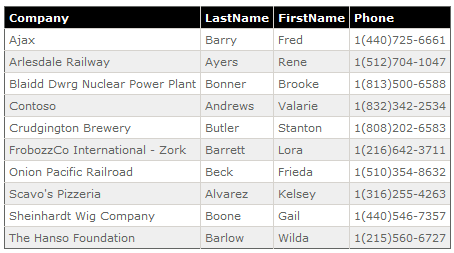 Company LastName FirstName Phone
Ajax Barry Fred 1(440)725-6661
Arlesdale Railway Ayers Rene 1(512)704-1047
Blaidd Dwrg Nuclear Power Plant Bonner Brooke 1(813)500-6588
Contoso Andrews Valarie 1(832)342-2534
Crudgington Brewery Butler Stanton 1(808)202-6583
FrobozzCo International - Zork Barrett Lora 1(216)642-3711
Onion Pacific Railroad Beck Frieda 1(510)354-8632
Scavo's Pizzeria Alvarez Kelsey 1(316)255-4263
Sheinhardt Wig Company Boone Gail 1(440)546-7357
The Hanso Foundation Barlow Wilda 1(215)560-6727